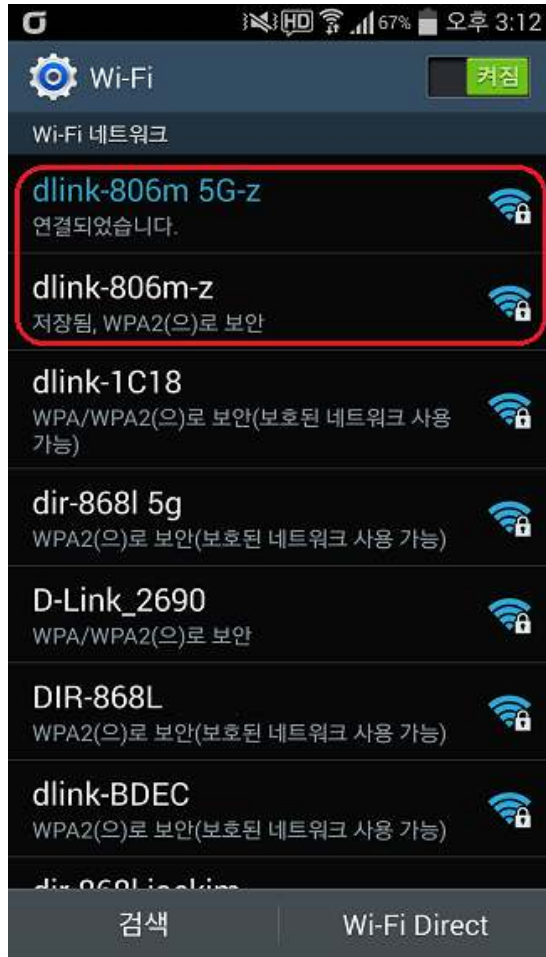 HD 67% 오후 3:12
Wi-Fi 켜짐
Wi-Fi 네트워크
dlink-806m 5G-z
연결되었습니다.
dlink-806m-z
저장됨, WPA2(으)로 보안
dlink-1C18
WPA/WPA2(으)로 보안(보호된 네트워크 사용
가능)
dir-868l 5g
WPA2(으)로 보안(보호된 네트워크 사용 가능)
D-Link_2690
WPA/WPA2(으)로 보안
DIR-868L
WPA2(으)로 보안(보호된 네트워크 사용 가능)
dlink-BDEC
WPA2(으)로 보안(보호된 네트워크 사용 가능)
검색 Wi-Fi Direct